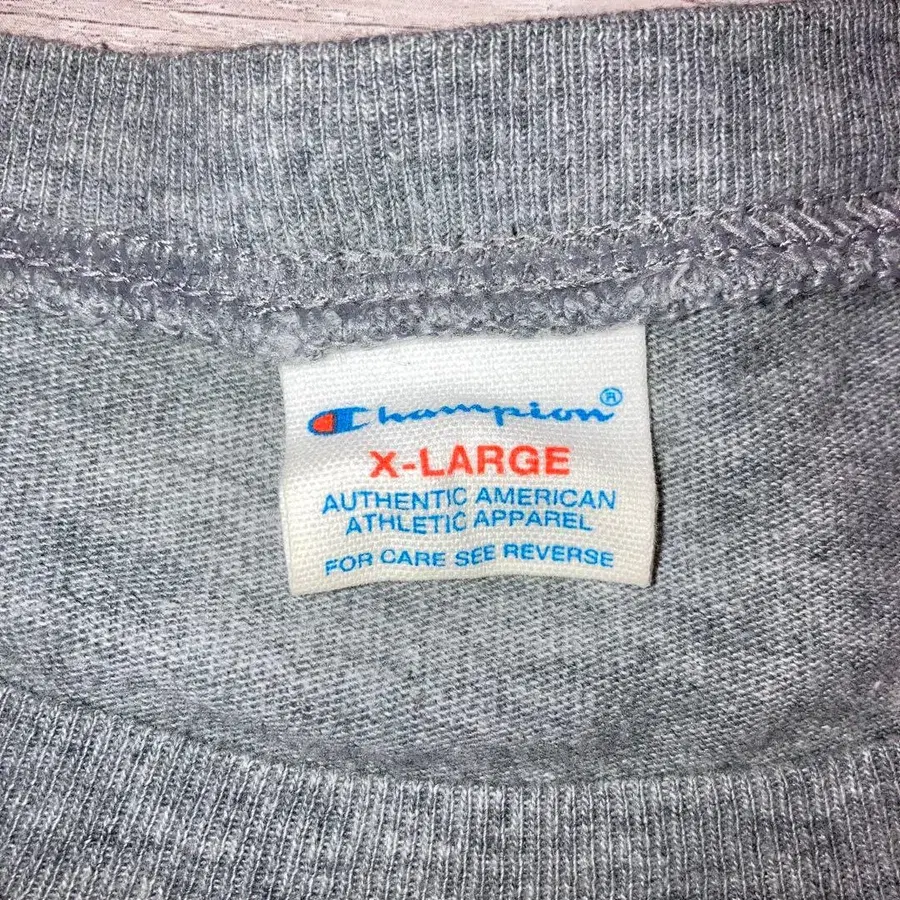 Champion®
X-LARGE
AUTHENTIC AMERICAN
ATHLETIC APPAREL
FOR CARE SEE REVERSE